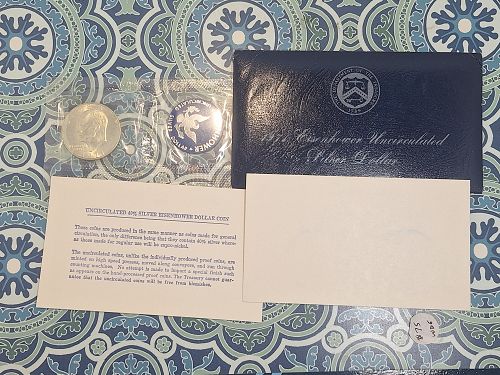 Eisenhower Uncirculated
Silver Dollar
UNCIRCULATED 40% SILVER EISENHOWER DOLLAR COIN
These coins are produced in the same manner as coins made for general
circulation, the only difference being that they contain 40% silver where-
as those made for regular use will be cupro-nickel.
The uncirculated coins, unlike the individually produced proof coins, are
minted on high speed presses, moved along conveyors, and run through
counting machines. No attempt is made to impart a special finish such
as appears on the hand-processed proof coins. The Treasury cannot guar-
antee that the uncirculated coins will be free from blemishes.